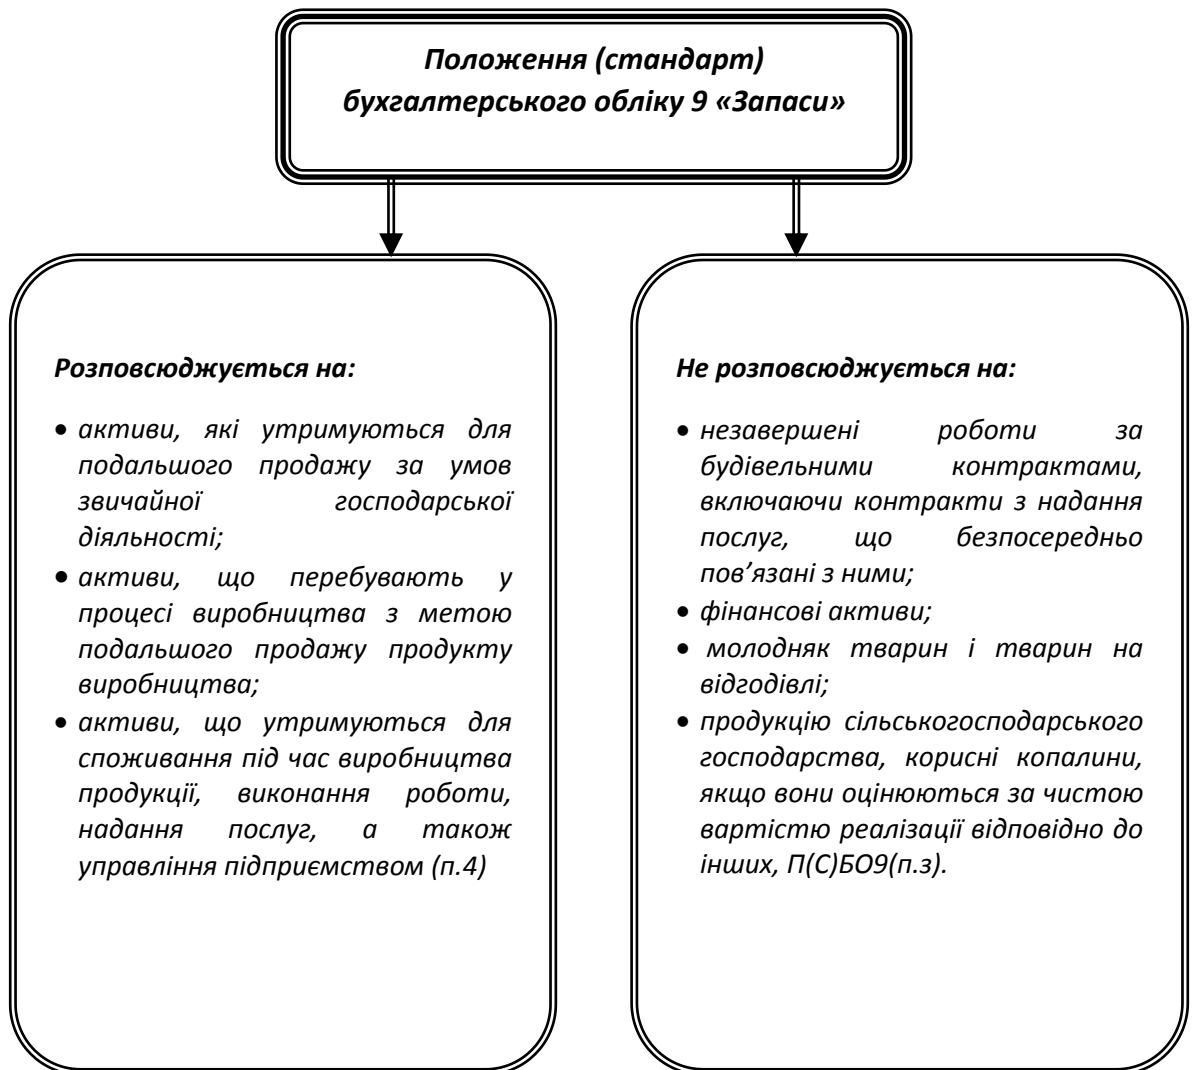 Положення (стандарт)
бухгалтерського обліку 9 «Запаси»
Розповсюджується на:
• активи, які утримуються для
подальшого продажу за умов
звичайної господарської
діяльності;
• активи, що перебувають у
процесі виробництва з метою
подальшого продажу продукту
виробництва;
• активи, що утримуються для
споживання під час виробництва
продукції, виконання роботи,
надання послуг, а також
управління підприємством (п.4)
Не розповсюджується на:
• незавершені роботи за
будівельними контрактами,
включаючи контракти з надання
послуг, що безпосередньо
пов’язані з ними;
• фінансові активи;
• молодняк тварин і тварин на
відгодівлі;
• продукцію сільськогосподарського
господарства, корисні копалини,
якщо вони оцінюються за чистою
вартістю реалізації відповідно до
інших, П(С)БО9(п.з).